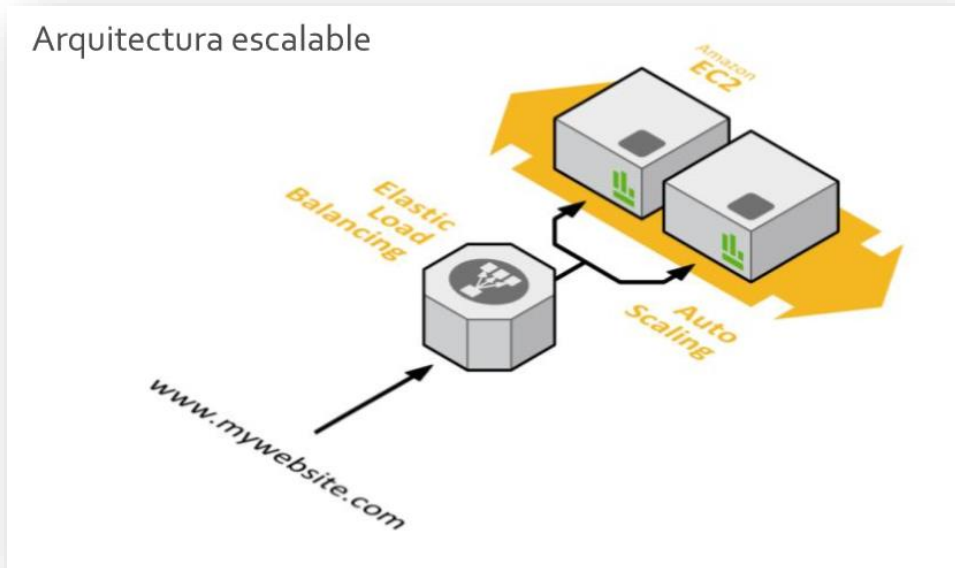 Arquitectura escalable
Amazon
EC2
Elastic
Load
Balancing
Auto
Scaling
www.mywebsite.com